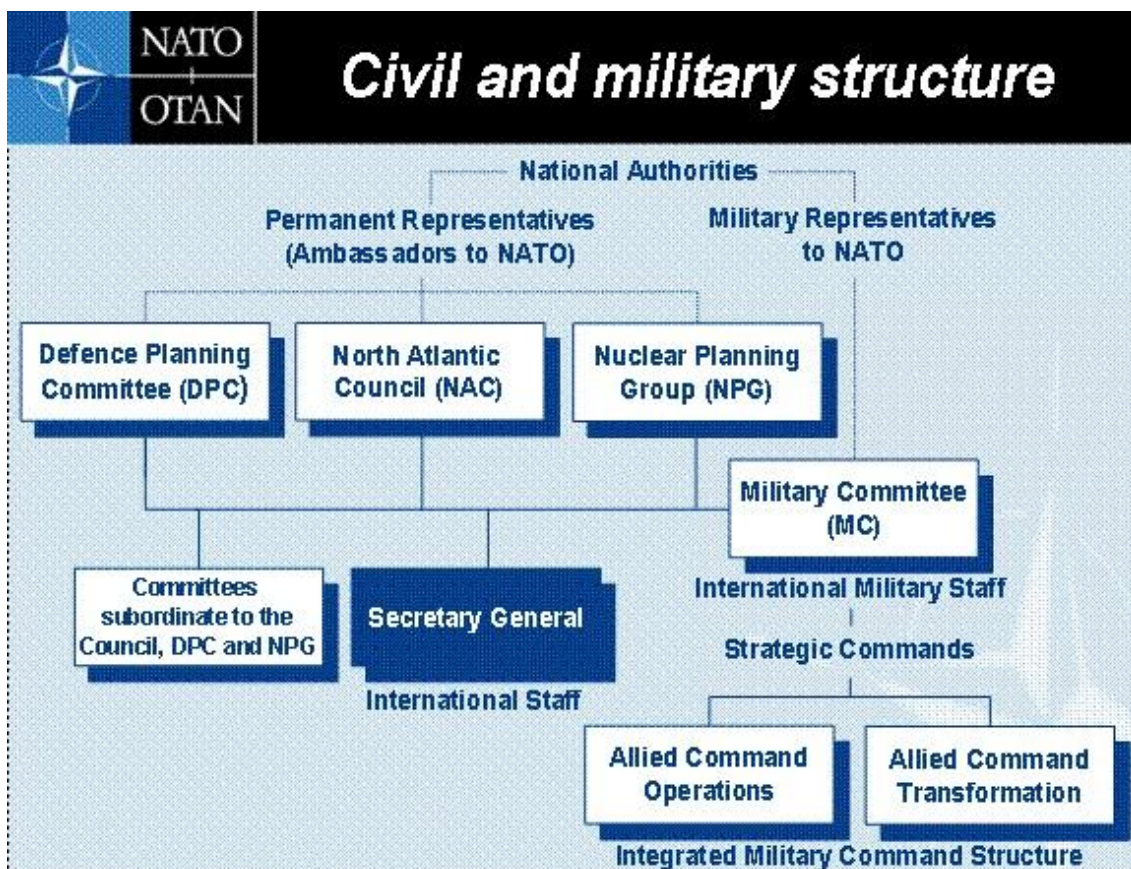 NATO
OTAN
Civil and military structure
National Authorities
Permanent Representatives
(Ambassadors to NATO)
Military Representatives
to NATO
Defence Planning
Committee (DPC)
North Atlantic
Council (NAC)
Nuclear Planning
Group (NPG)
Military Committee
(MC)
International Military Staff
Committees
subordinate to the
Council, DPC and NPG
Secretary General
International Staff
Strategic Commands
Allied Command
Operations
Allied Command
Transformation
Integrated Military Command Structure